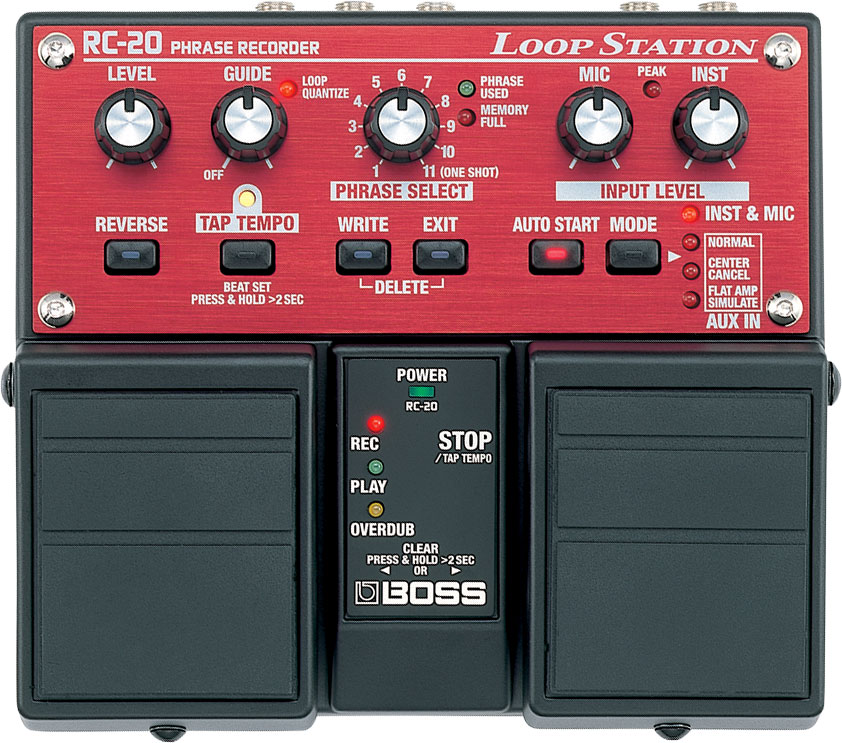 RC-20 PHRASE RECORDER
LOOP STATION
LEVEL
GUIDE
LOOP
QUANTIZE
OFF
1
2
3
4
5
6
7
8
9
10
11 (ONE SHOT)
PHRASE SELECT
PHRASE
USED
MEMORY
FULL
MIC
PEAK
INST
INPUT LEVEL
REVERSE
TAP TEMPO
BEAT SET
PRESS & HOLD >2 SEC
WRITE
EXIT
DELETE
AUTO START
MODE
INST & MIC
NORMAL
CENTER
CANCEL
FLAT AMP
SIMULATE
AUX IN
POWER
RC-20
REC
STOP
/TAP TEMPO
PLAY
OVERDUB
CLEAR
PRESS & HOLD >2 SEC
◄ OR ►
BOSS